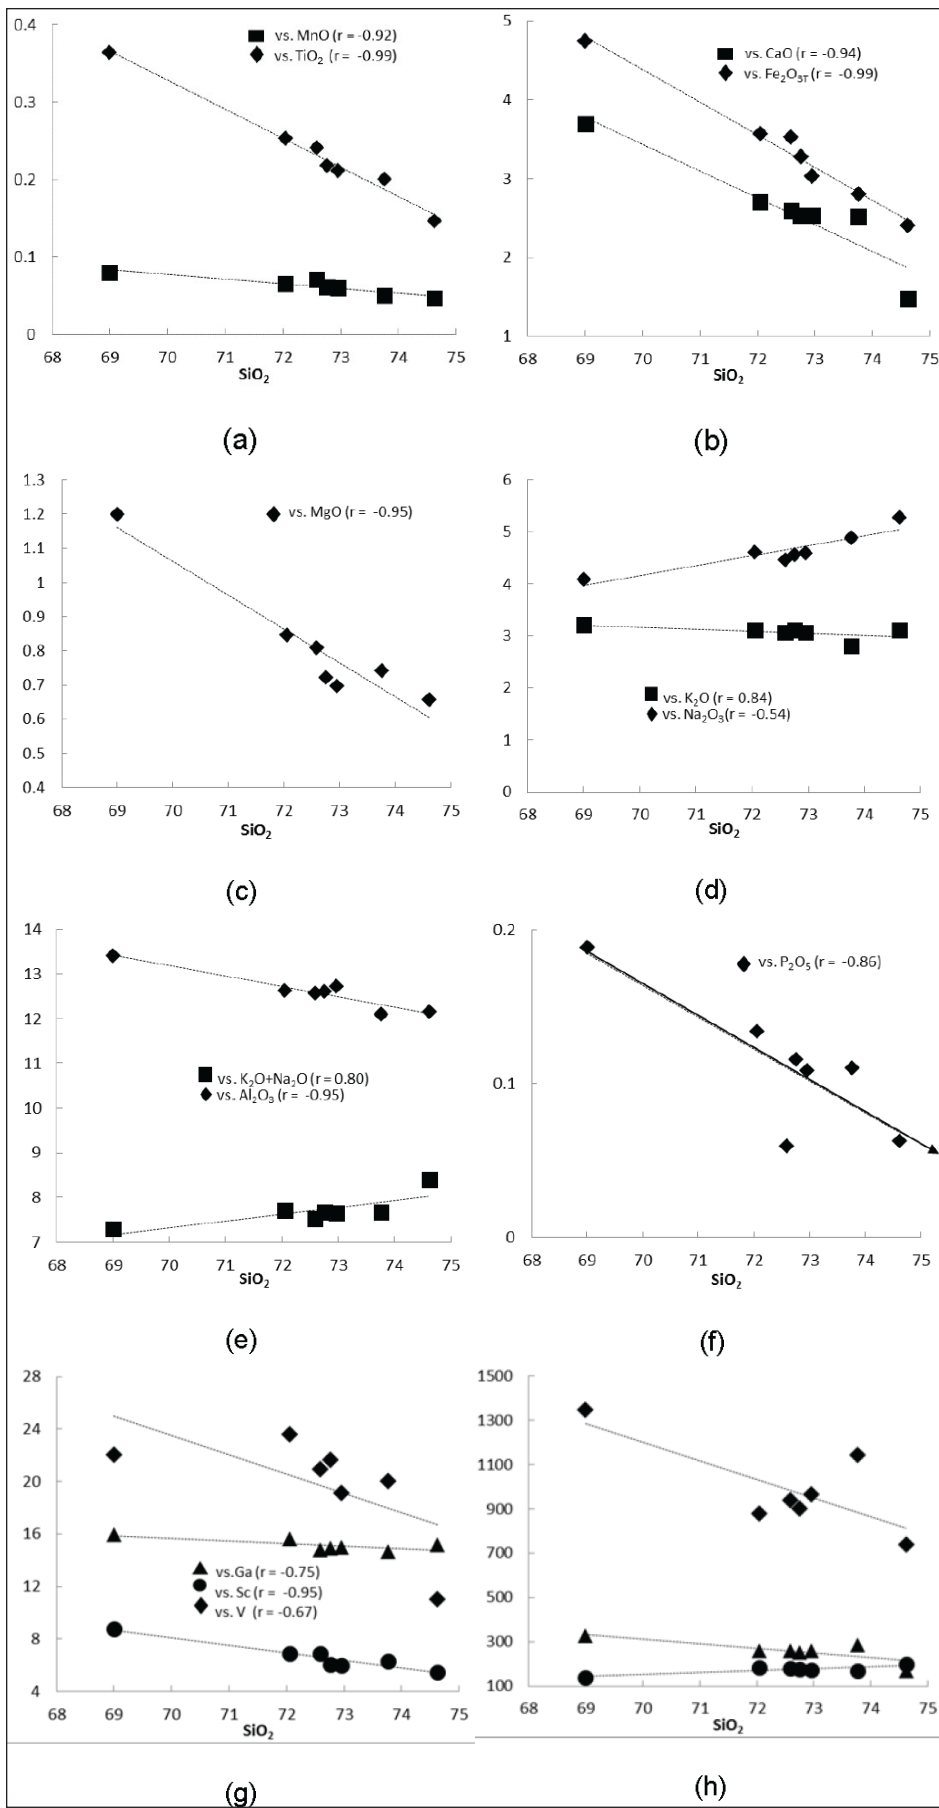 vs. MnO (r = -0.92)
vs. TiO₂ (r = -0.99)
0.4
0.3
0.2
0.1
0
68 69 70 71 72 73 74 75
SiO₂
(a)
vs. CaO (r = -0.94)
vs. Fe₂O₃T (r = -0.99)
5
4
3
2
1
68 69 70 71 72 73 74 75
SiO₂
(b)
vs. MgO (r = -0.95)
1.3
1.2
1.1
1
0.9
0.8
0.7
0.6
0.5
0.4
68 69 70 71 72 73 74 75
SiO₂
(c)
6
5
4
3
2
1
0
vs. K₂O (r = 0.84)
vs. Na₂O₃(r = -0.54)
68 69 70 71 72 73 74 75
SiO₂
(d)
14
13
12
11
10
9
8
7
vs. K₂O+Na₂O (r = 0.80)
vs. Al₂O₃ (r = -0.95)
68 69 70 71 72 73 74 75
SiO₂
(e)
0.2
0.1
0
vs. P₂O₅ (r = -0.86)
68 69 70 71 72 73 74 75
SiO₂
(f)
28
24
20
16
12
8
4
vs.Ga (r = -0.75)
vs. Sc (r = -0.95)
vs. V (r = -0.67)
68 69 70 71 72 73 74 75
SiO₂
(g)
1500
1300
1100
900
700
500
300
100
68 69 70 71 72 73 74 75
SiO₂
(h)